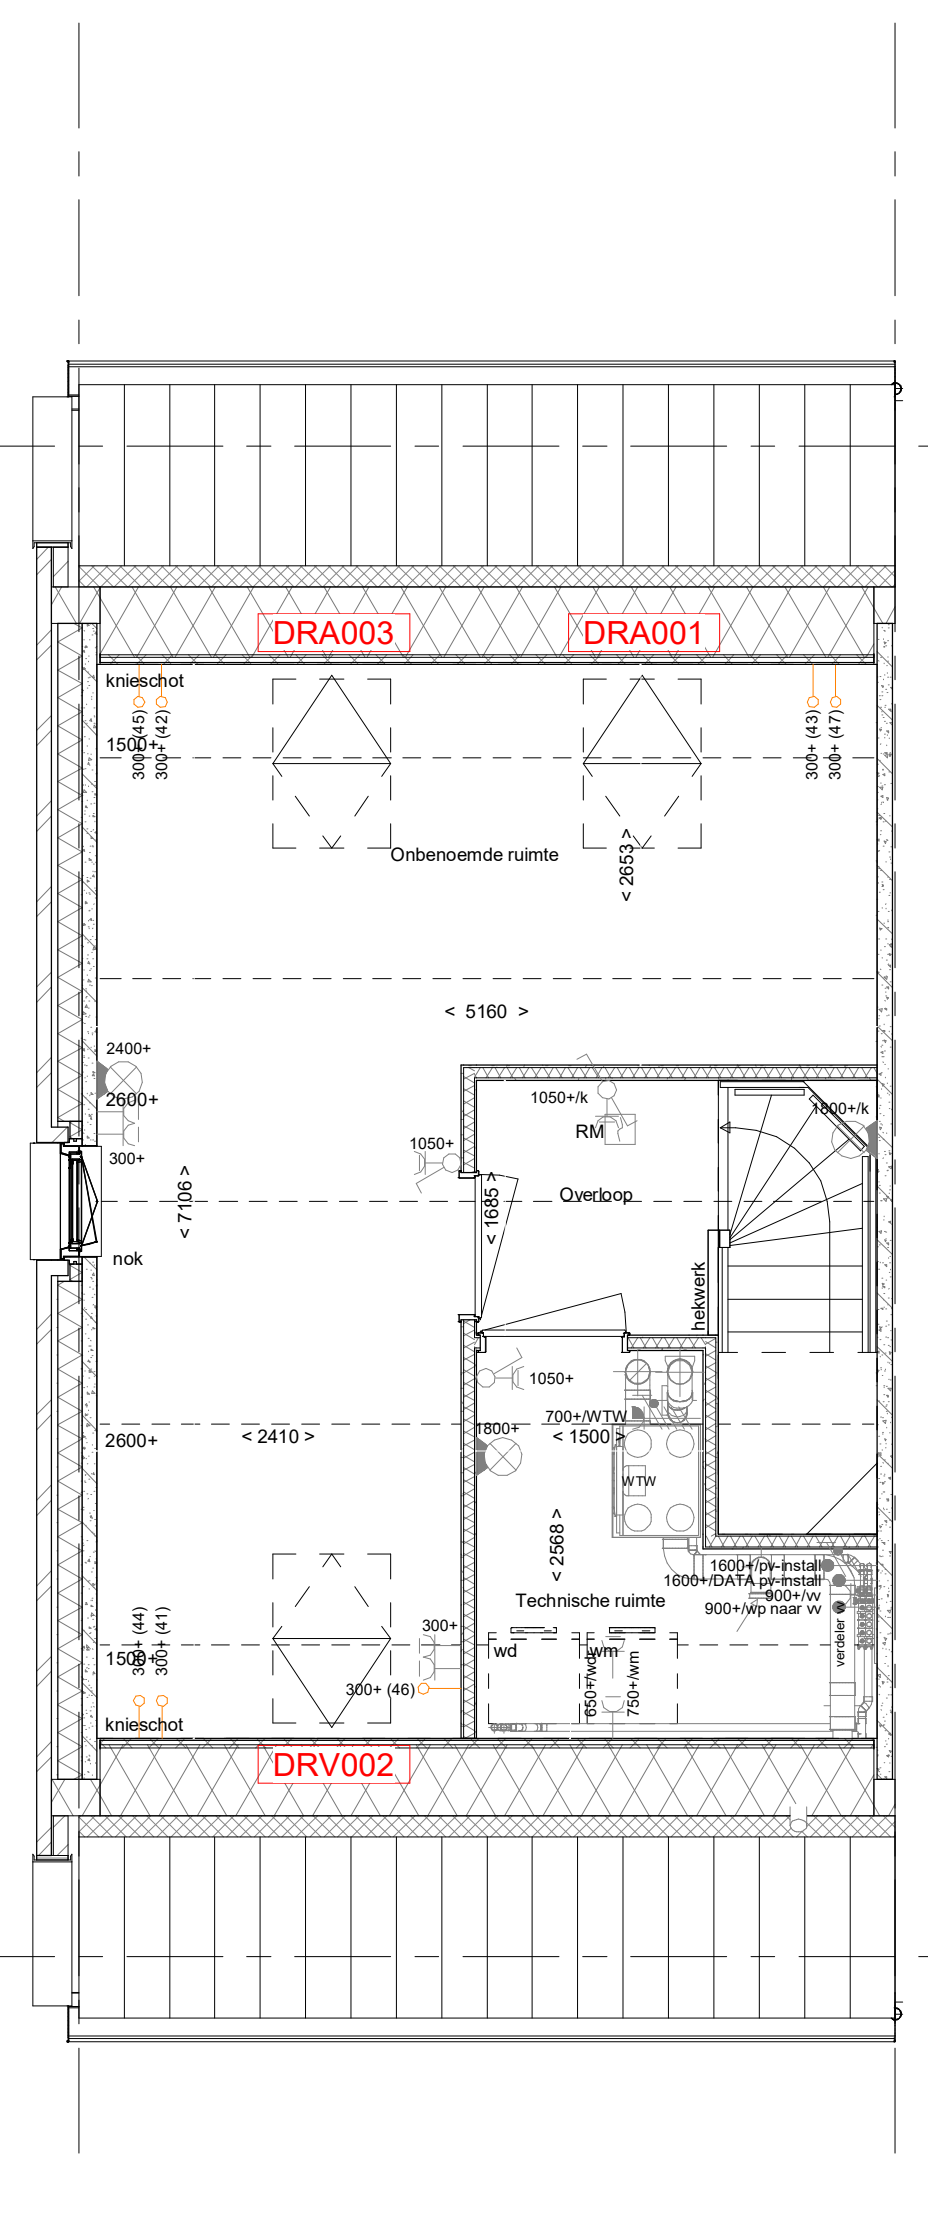 DRA003
DRA001
knieschot
1500+
300+ (45)
300+ (42)
300+ (43)
300+ (47)
Onbenoemde ruimte
< 2653 >
< 5160 >
2400+
2600+
300+
1050+/k
RM
1800+/k
1050+
< 7106 >
< 1685 >
Overloop
nok
hekwerk
1050+
700+/WTW
1800+
2600+
< 2410 >
< 1500 >
WTW
< 2568 >
1600+/pv-install
1600+/DATA pv-install
900+/vv
900+/wp naar vv
Technische ruimte
verdeler vv
300+
wd
wm
650+/wd
750+/wm
300+ (44)
300+ (41)
1500+
300+ (46)
knieschot
DRV002